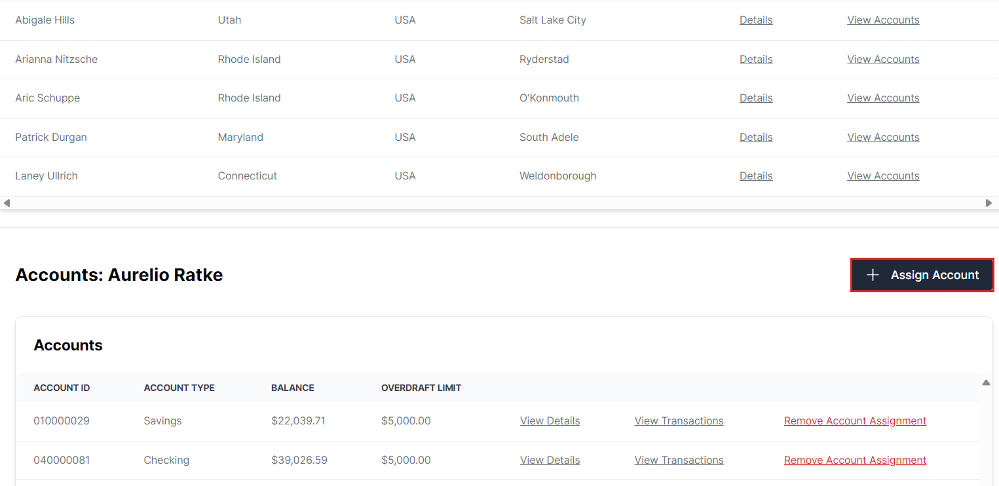 Abigale Hills Utah USA Salt Lake City Details View Accounts
Arianna Nitzsche Rhode Island USA Ryderstad Details View Accounts
Aric Schuppe Rhode Island USA O'Konmouth Details View Accounts
Patrick Durgan Maryland USA South Adele Details View Accounts
Laney Ullrich Connecticut USA Weldonborough Details View Accounts
Accounts: Aurelio Ratke + Assign Account
Accounts
ACCOUNT ID ACCOUNT TYPE BALANCE OVERDRAFT LIMIT
010000029 Savings $22,039.71 $5,000.00 View Details View Transactions Remove Account Assignment
040000081 Checking $39,026.59 $5,000.00 View Details View Transactions Remove Account Assignment